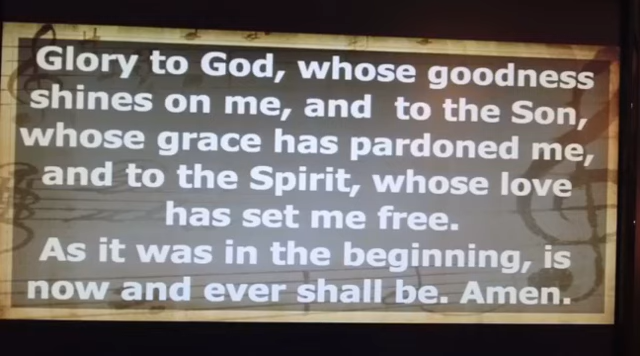 Glory to God, whose goodness
shines on me, and to the Son,
whose grace has pardoned me,
and to the Spirit, whose love
has set me free.
As it was in the beginning, is
now and ever shall be. Amen.